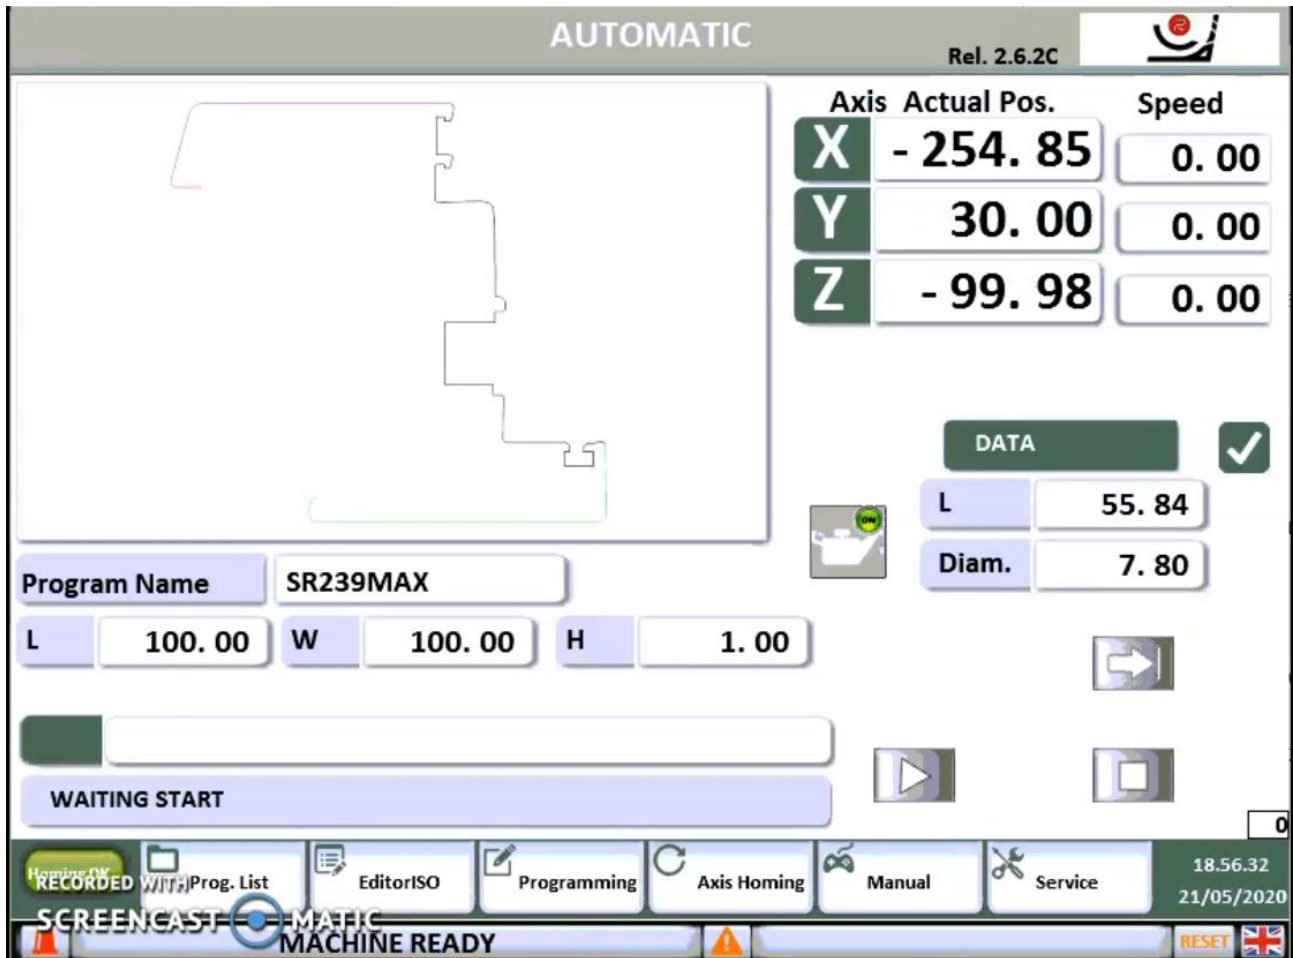 AUTOMATIC
Rel. 2.6.2C
Axis Actual Pos. Speed
X - 254. 85 0. 00
Y 30. 00 0. 00
Z - 99. 98 0. 00
DATA
L 55. 84
ON
Diam. 7. 80
Program Name SR239MAX
L 100. 00 W 100. 00 H 1. 00
WAITING START
0
Homing OK
Prog. List
EditorISO
Programming
Axis Homing
Manual
Service
18.56.32
21/05/2020
RECORDED WITH
SCREENCAST MATIC
MACHINE READY
RESET